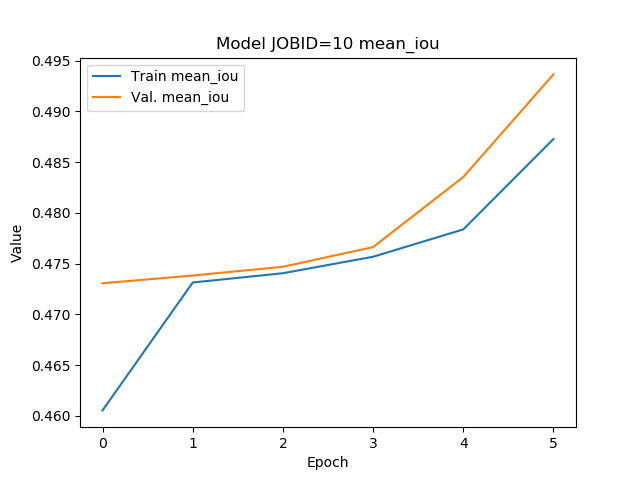 Model JOBID=10 mean_iou
Train mean_iou
Val. mean_iou
Value
0.495
0.490
0.485
0.480
0.475
0.470
0.465
0.460
0 1 2 3 4 5
Epoch